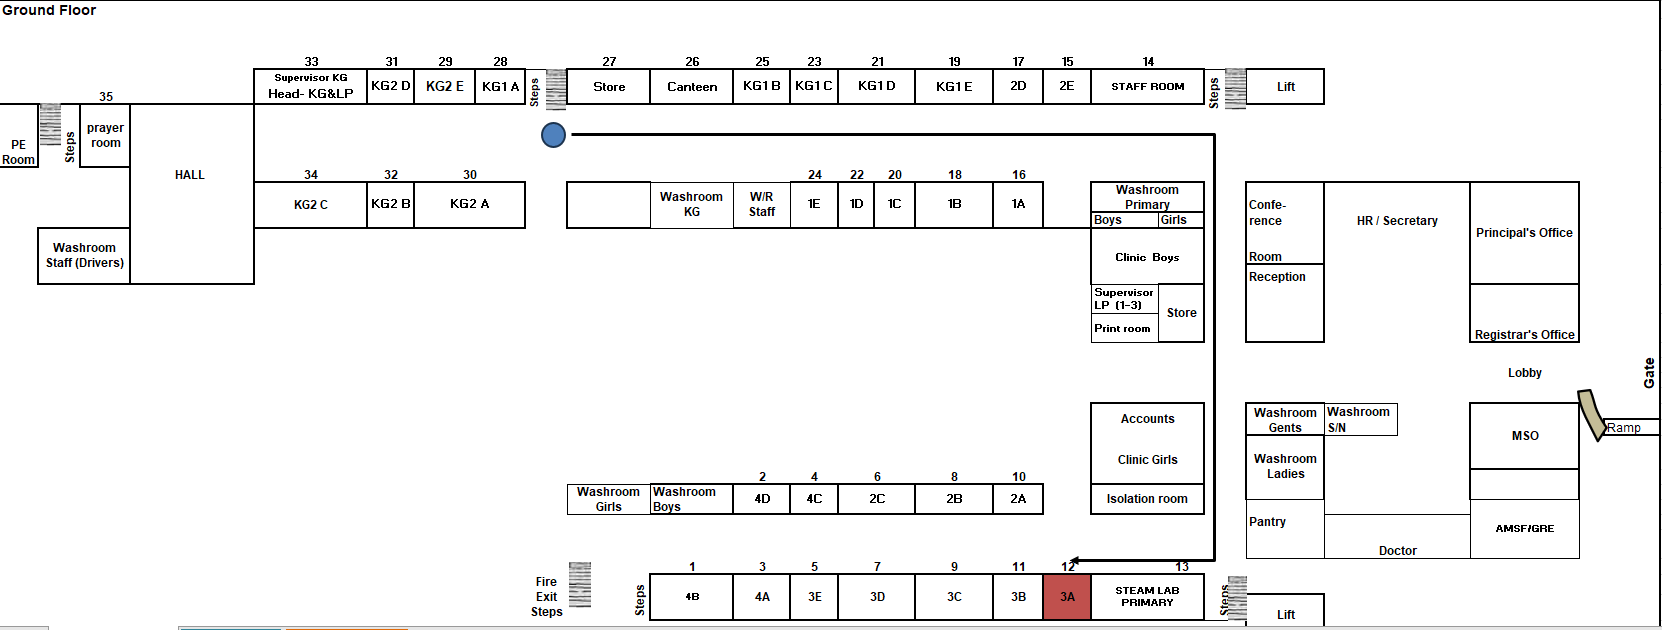 Ground Floor
33 31 29 28 27 26 25 23 21 19 17 15 14
Supervisor KG
Head- KG&LP
KG2 D
KG2 E
KG1 A
Steps
Store
Canteen
KG1 B
KG1 C
KG1 D
KG1 E
2D
2E
STAFF ROOM
Steps
Lift
35
PE
Room
Steps
prayer
room
HALL
34 32 30 24 22 20 18 16
KG2 C
KG2 B
KG2 A
Washroom
KG
W/R
Staff
1E
1D
1C
1B
1A
Washroom
Primary
Boys
Girls
Washroom
Staff (Drivers)
Clinic Boys
Supervisor
LP (1-3)
Print room
Store
Confe-
rence
Room
Reception
HR / Secretary
Principal's Office
Registrar's Office
Lobby
Gate
Ramp
Accounts
Clinic Girls
Isolation room
Washroom
Gents
Washroom
S/N
Washroom
Ladies
Pantry
Doctor
MSO
AMSF/GRE
2 4 6 8 10
Washroom
Girls
Washroom
Boys
4D
4C
2C
2B
2A
1 3 5 7 9 11 12 13
Fire
Exit
Steps
Steps
4B
4A
3E
3D
3C
3B
3A
STEAM LAB
PRIMARY
Steps
Lift